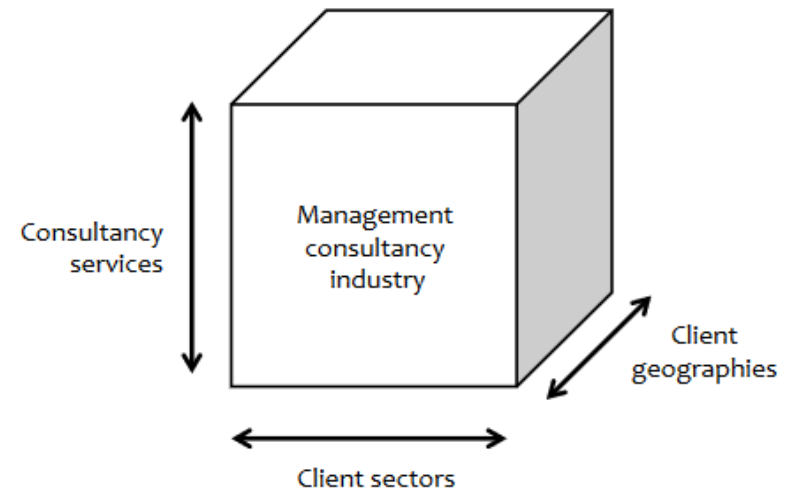 Management
consultancy
industry
Consultancy
services
Client
geographies
Client sectors